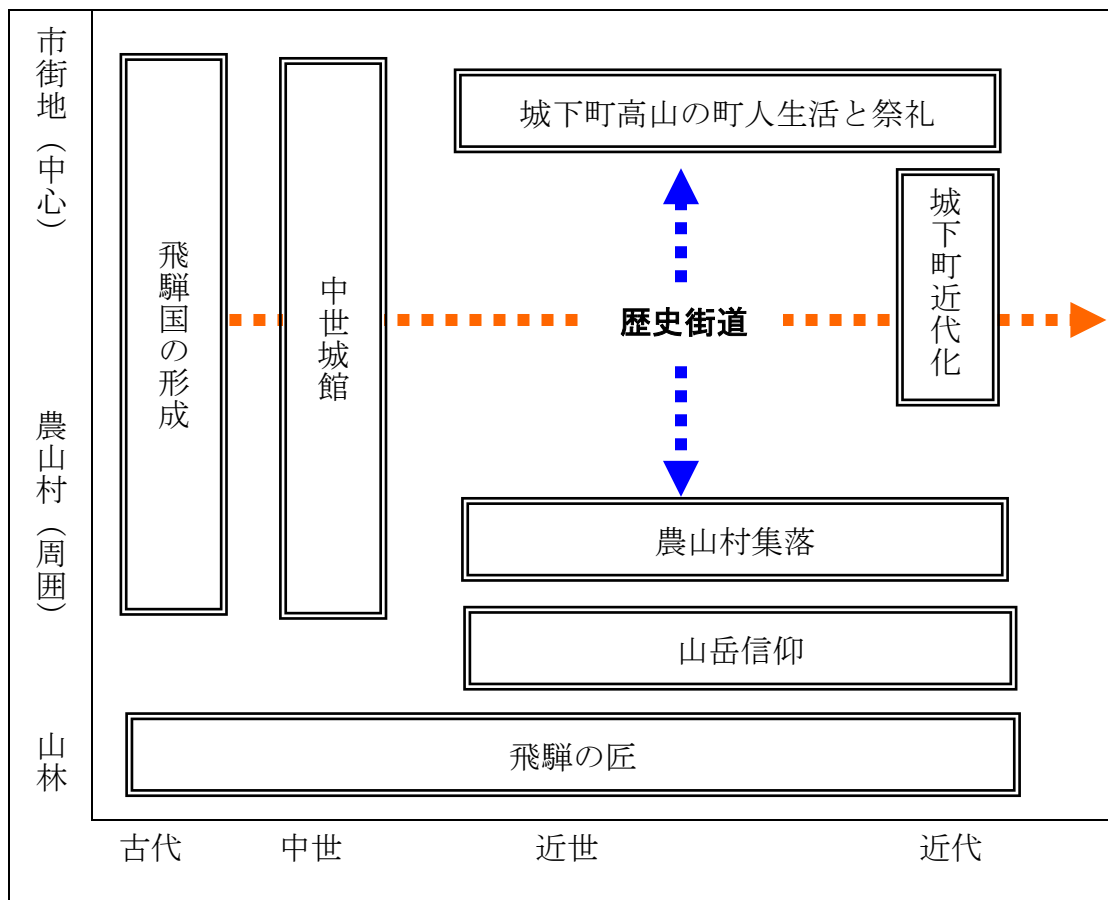 市街地（中心）
農山村（周囲）
山林
飛騨国の形成
中世城館
城下町高山の町人生活と祭礼
歴史街道
城下町近代化
農山村集落
山岳信仰
飛騨の匠
古代
中世
近世
近代